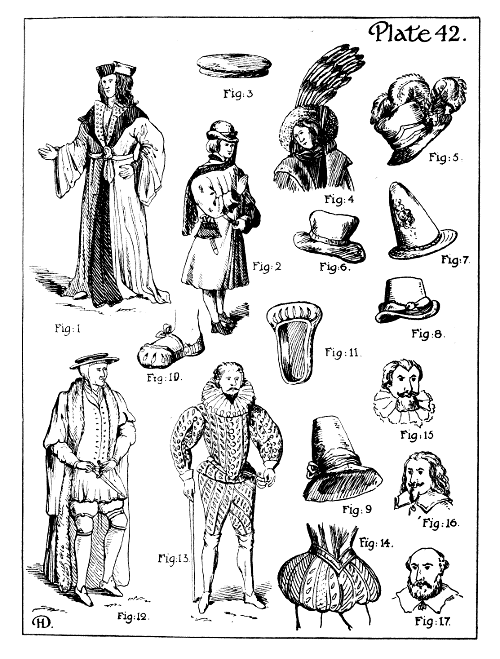 Plate 42.
Fig: 3
Fig: 5.
Fig: 4
Fig: 2
Fig: 6.
Fig: 7.
Fig: 1
Fig: 8.
Fig: 11.
Fig: 10.
Fig: 15
Fig: 9
Fig: 16.
Fig: 14.
Fig: 13.
Fig: 12.
Fig: 17.
HD.